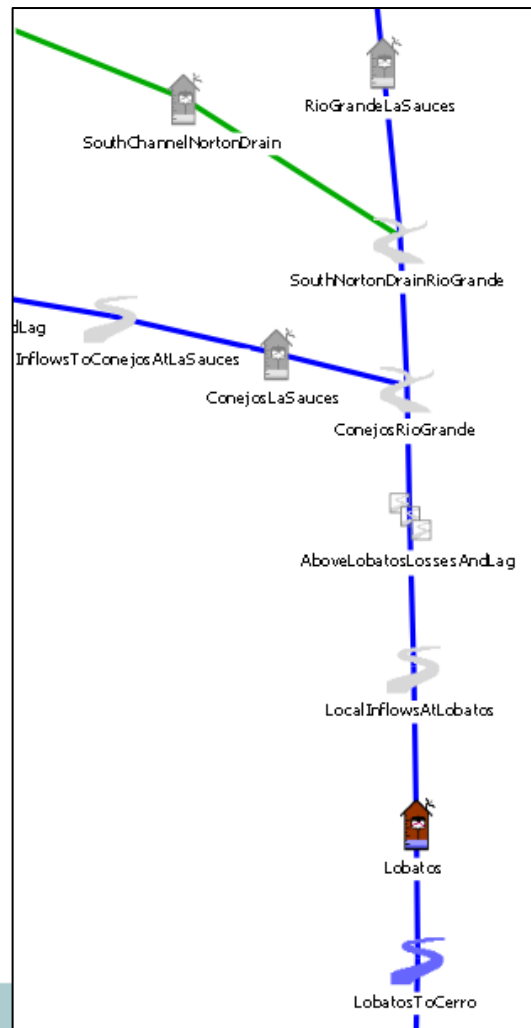 RioGrandeLaSauces
SouthChannelNortonDrain
SouthNortonDrainRioGrande
dLag
InflowsToConejosAtLaSauces
ConejosLaSauces
ConejosRioGrande
AboveLobatosLossesAndLag
LocalInflowsAtLobatos
Lobatos
LobatosToCerro